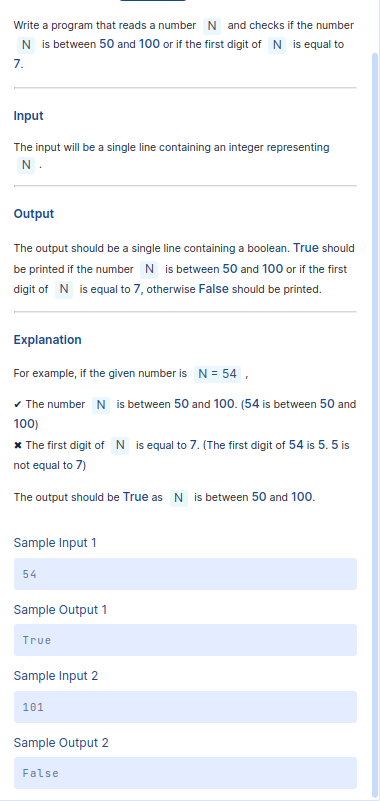 Write a program that reads a number N and checks if the number
N is between 50 and 100 or if the first digit of N is equal to
7.
Input
The input will be a single line containing an integer representing
N .
Output
The output should be a single line containing a boolean. True should
be printed if the number N is between 50 and 100 or if the first
digit of N is equal to 7, otherwise False should be printed.
Explanation
For example, if the given number is N = 54 ,
✔ The number N is between 50 and 100. (54 is between 50 and
100)
✖ The first digit of N is equal to 7. (The first digit of 54 is 5. 5 is
not equal to 7)
The output should be True as N is between 50 and 100.
Sample Input 1
54
Sample Output 1
True
Sample Input 2
101
Sample Output 2
False